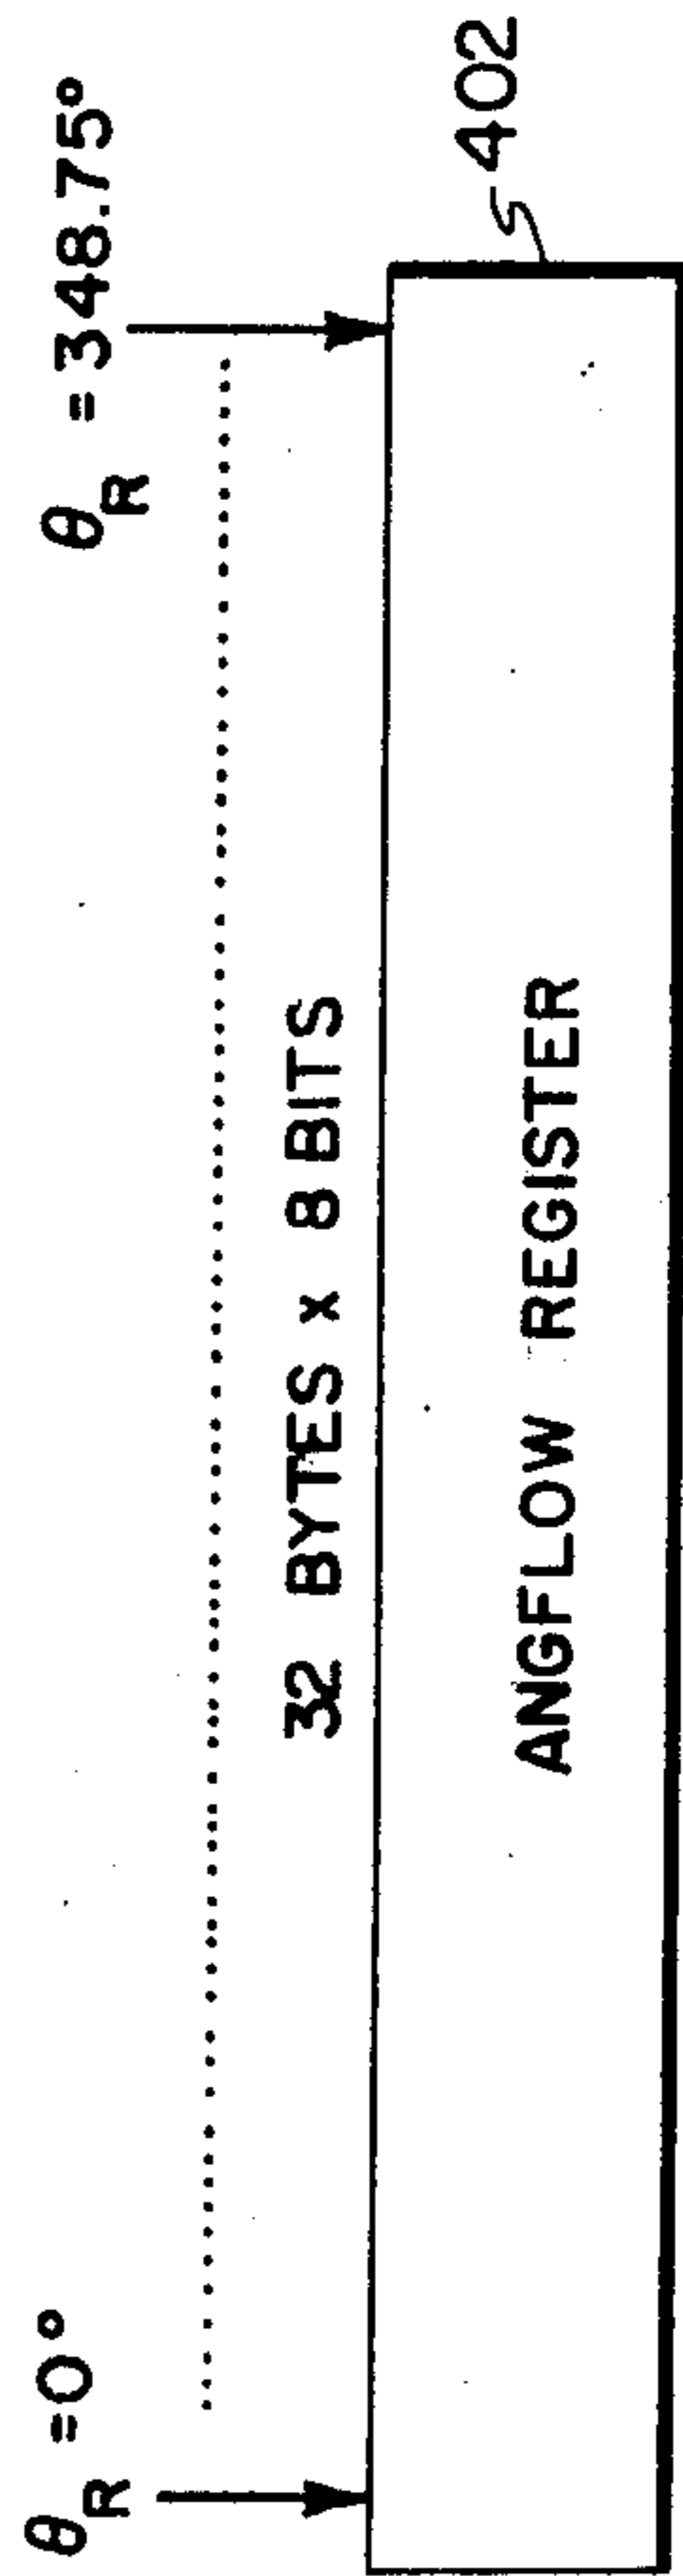 θR =0°
θR =348.75°
32 BYTES x 8 BITS
ANGFLOW REGISTER
402